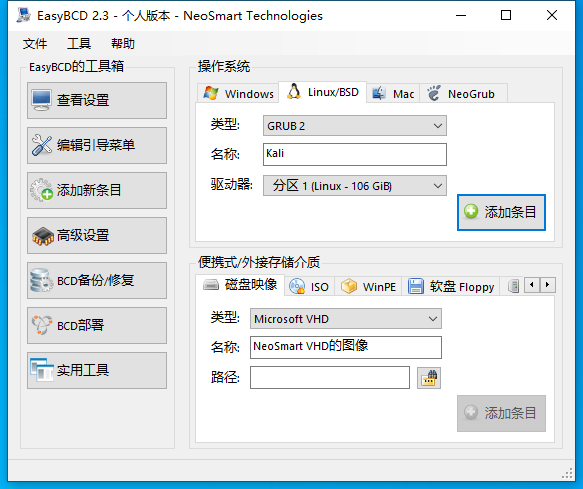 EasyBCD 2.3 - 个人版本 - NeoSmart Technologies
文件 工具 帮助
EasyBCD的工具箱
查看设置
编辑引导菜单
添加新条目
高级设置
BCD备份/修复
BCD部署
实用工具
操作系统
Windows Linux/BSD Mac NeoGrub
类型: GRUB 2
名称: Kali
驱动器: 分区 1 (Linux - 106 GiB)
添加条目
便携式/外接存储介质
磁盘映像 ISO WinPE 软盘 Floppy
类型: Microsoft VHD
名称: NeoSmart VHD的图像
路径:
添加条目